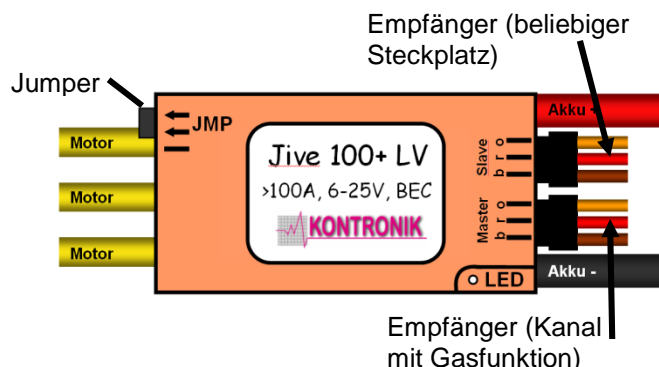 Empfänger (beliebiger
Steckplatz)
Jumper
JMP
Akku +
Motor
Motor
Motor
Jive 100+ LV
>100A, 6-25V, BEC
KONTRONIK
Slave
o
r
b
Master
o
r
b
LED
Akku -
Empfänger (Kanal
mit Gasfunktion)